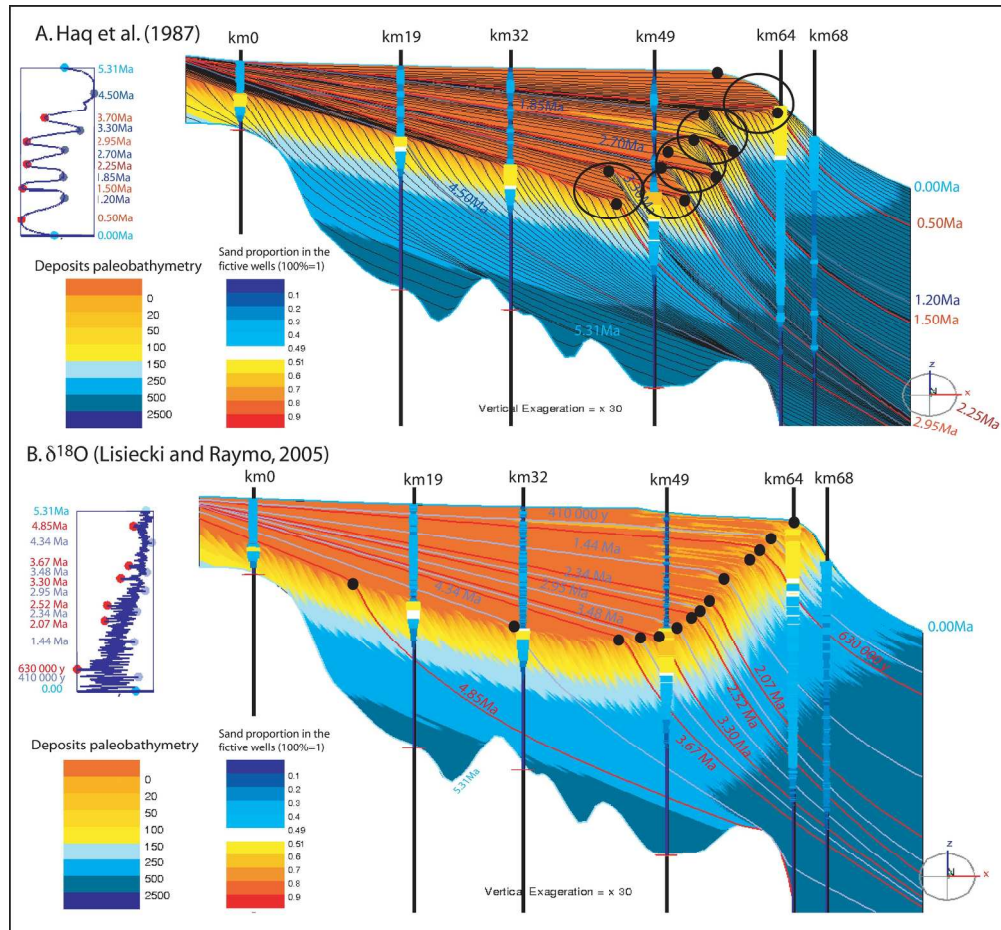 A. Haq et al. (1987)
km0
km19
km32
km49
km64
km68
5.31Ma
4.50Ma
3.70Ma
3.30Ma
2.95Ma
2.70Ma
2.25Ma
1.85Ma
1.50Ma
1.20Ma
0.50Ma
0.00Ma
1.85Ma
2.70Ma
4.50Ma
5.31Ma
0.00Ma
0.50Ma
1.20Ma
1.50Ma
2.25Ma
2.95Ma
Deposits paleobathymetry
0
20
50
100
150
250
500
2500
Sand proportion in the
fictive wells (100%=1)
0.1
0.2
0.3
0.4
0.49
0.51
0.6
0.7
0.8
0.9
Vertical Exageration = x 30
z
x
B. δ18O (Lisiecki and Raymo, 2005)
km0
km19
km32
km49
km64
km68
5.31Ma
4.85Ma
4.34 Ma
3.67 Ma
3.48 Ma
3.30 Ma
2.95 Ma
2.52 Ma
2.34 Ma
2.07 Ma
1.44 Ma
630 000 y
410 000 y
0.00
410 000 y
1.44 Ma
2.34 Ma
2.95 Ma
3.48 Ma
4.34 Ma
4.85Ma
5.31Ma
3.67 Ma
3.30 Ma
2.52 Ma
2.07 Ma
630 000 y
0.00Ma
Deposits paleobathymetry
0
20
50
100
150
250
500
2500
Sand proportion in the
fictive wells (100%=1)
0.1
0.2
0.3
0.4
0.49
0.51
0.6
0.7
0.8
0.9
Vertical Exageration = x 30
z
x